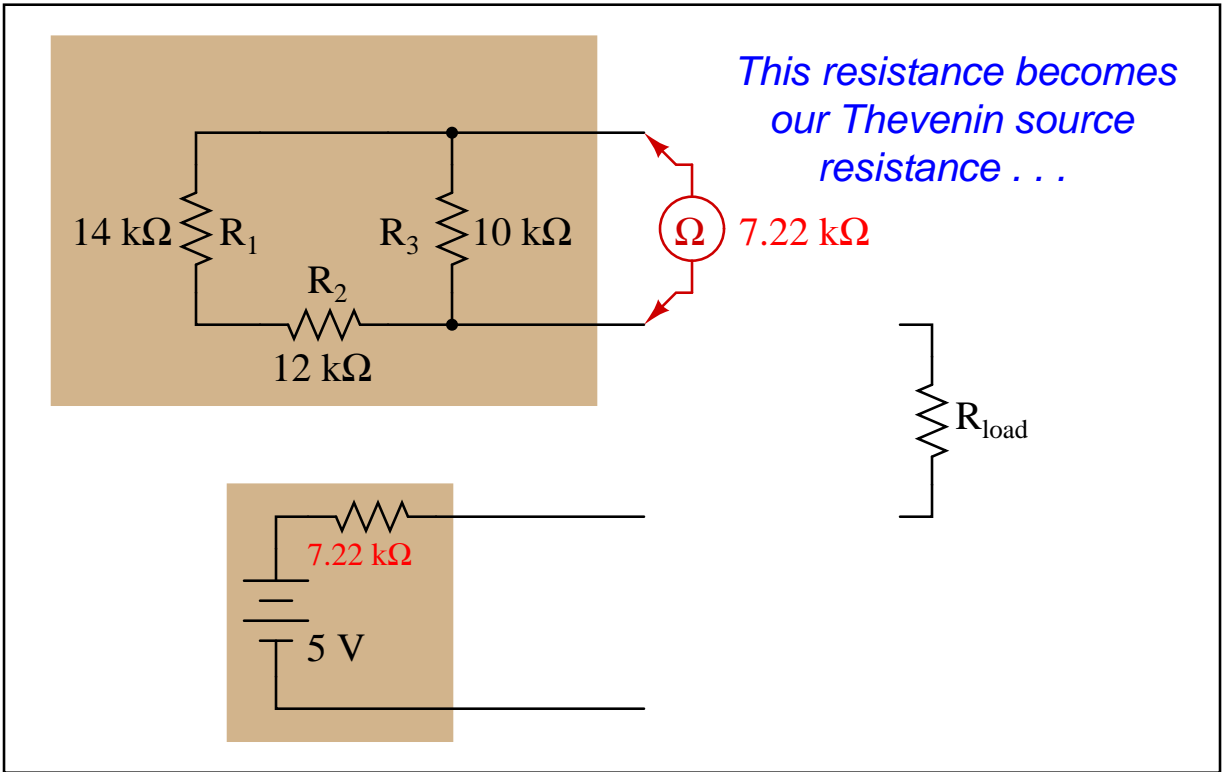 This resistance becomes
our Thevenin source
resistance . . .
14 kΩ R1 R3 10 kΩ Ω 7.22 kΩ
R2
12 kΩ
Rload
7.22 kΩ
5 V